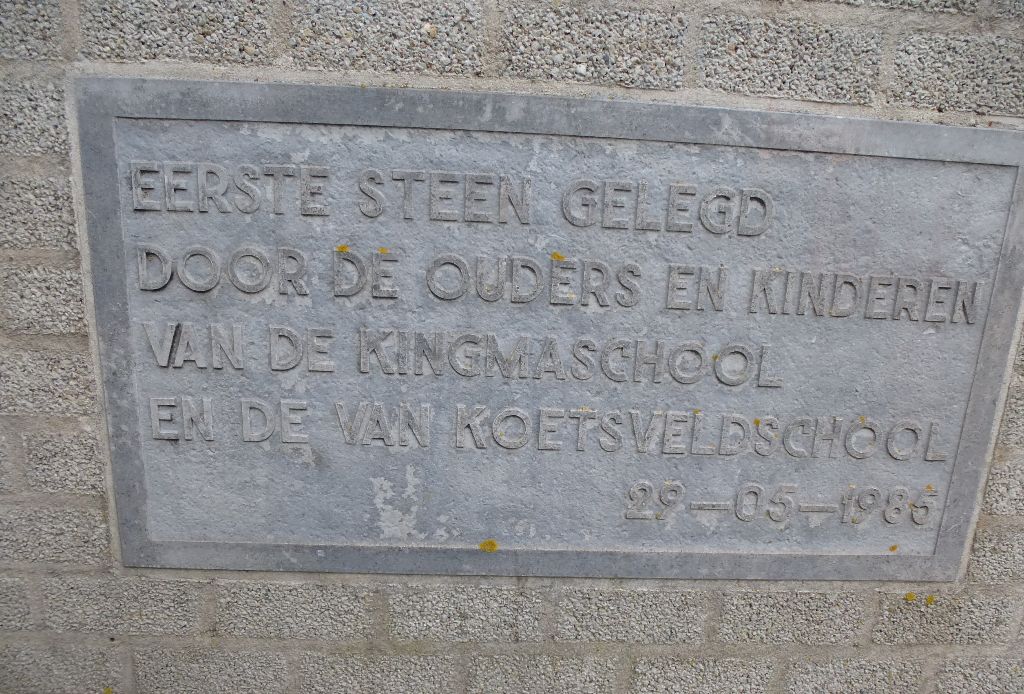 EERSTE STEEN GELEGD
DOOR DE OUDERS EN KINDEREN
VAN DE KINGMASCHOOL
EN DE VAN KOETSVELDSCHOOL
29-05-1985